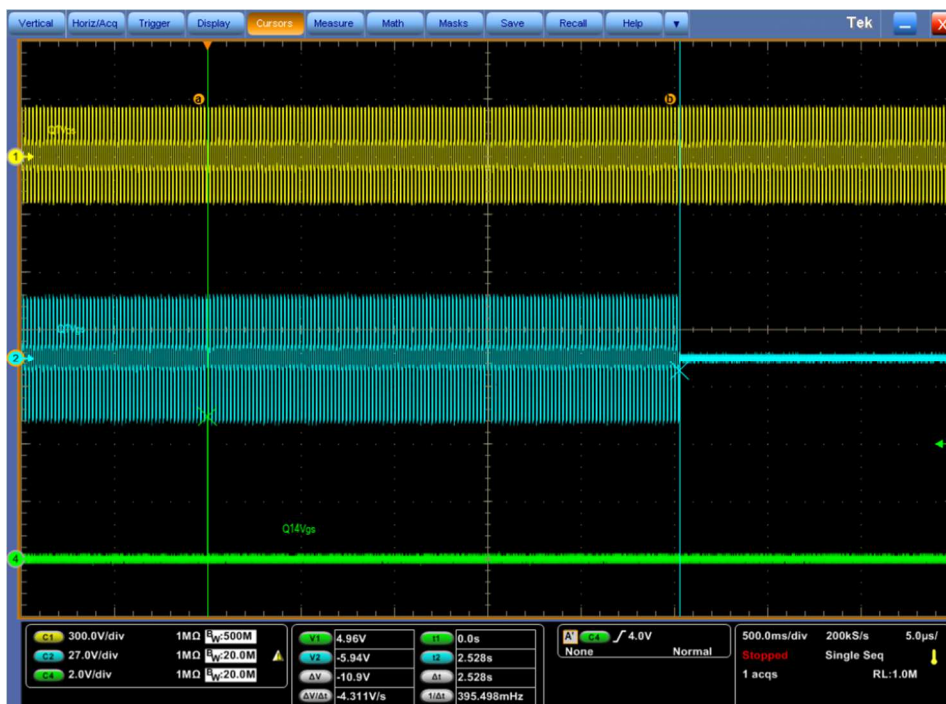 Vertical Horiz/Acq Trigger Display Cursors Measure Math Masks Save Recall Help Tek X
a b
1
2 Q1Vgs
Q14Vgs
4
C1 300.0V/div 1MΩ BW:500M
C2 27.0V/div 1MΩ BW:20.0M
C4 2.0V/div 1MΩ BW:20.0M
V1 4.96V t1 0.0s
V2 -5.94V t2 2.528s
ΔV -10.9V Δt 2.528s
ΔV/Δt -4.311V/s 1/Δt 395.498mHz
A' C4 4.0V
None Normal
500.0ms/div 200kS/s 5.0μs/
Stopped Single Seq
1 acqs RL:1.0M